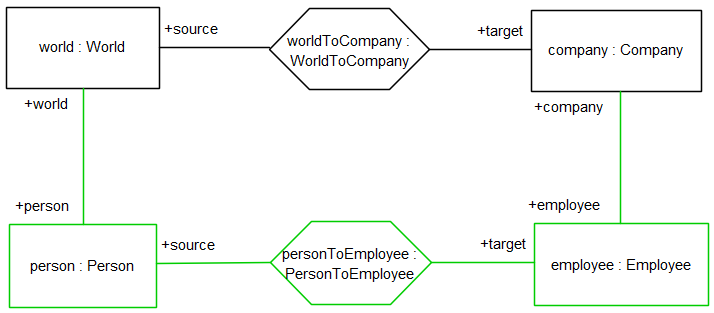 +source
world : World
worldToCompany :
WorldToCompany
+target
company : Company
+world
+company
+person
+employee
+source
person : Person
personToEmployee :
PersonToEmployee
+target
employee : Employee